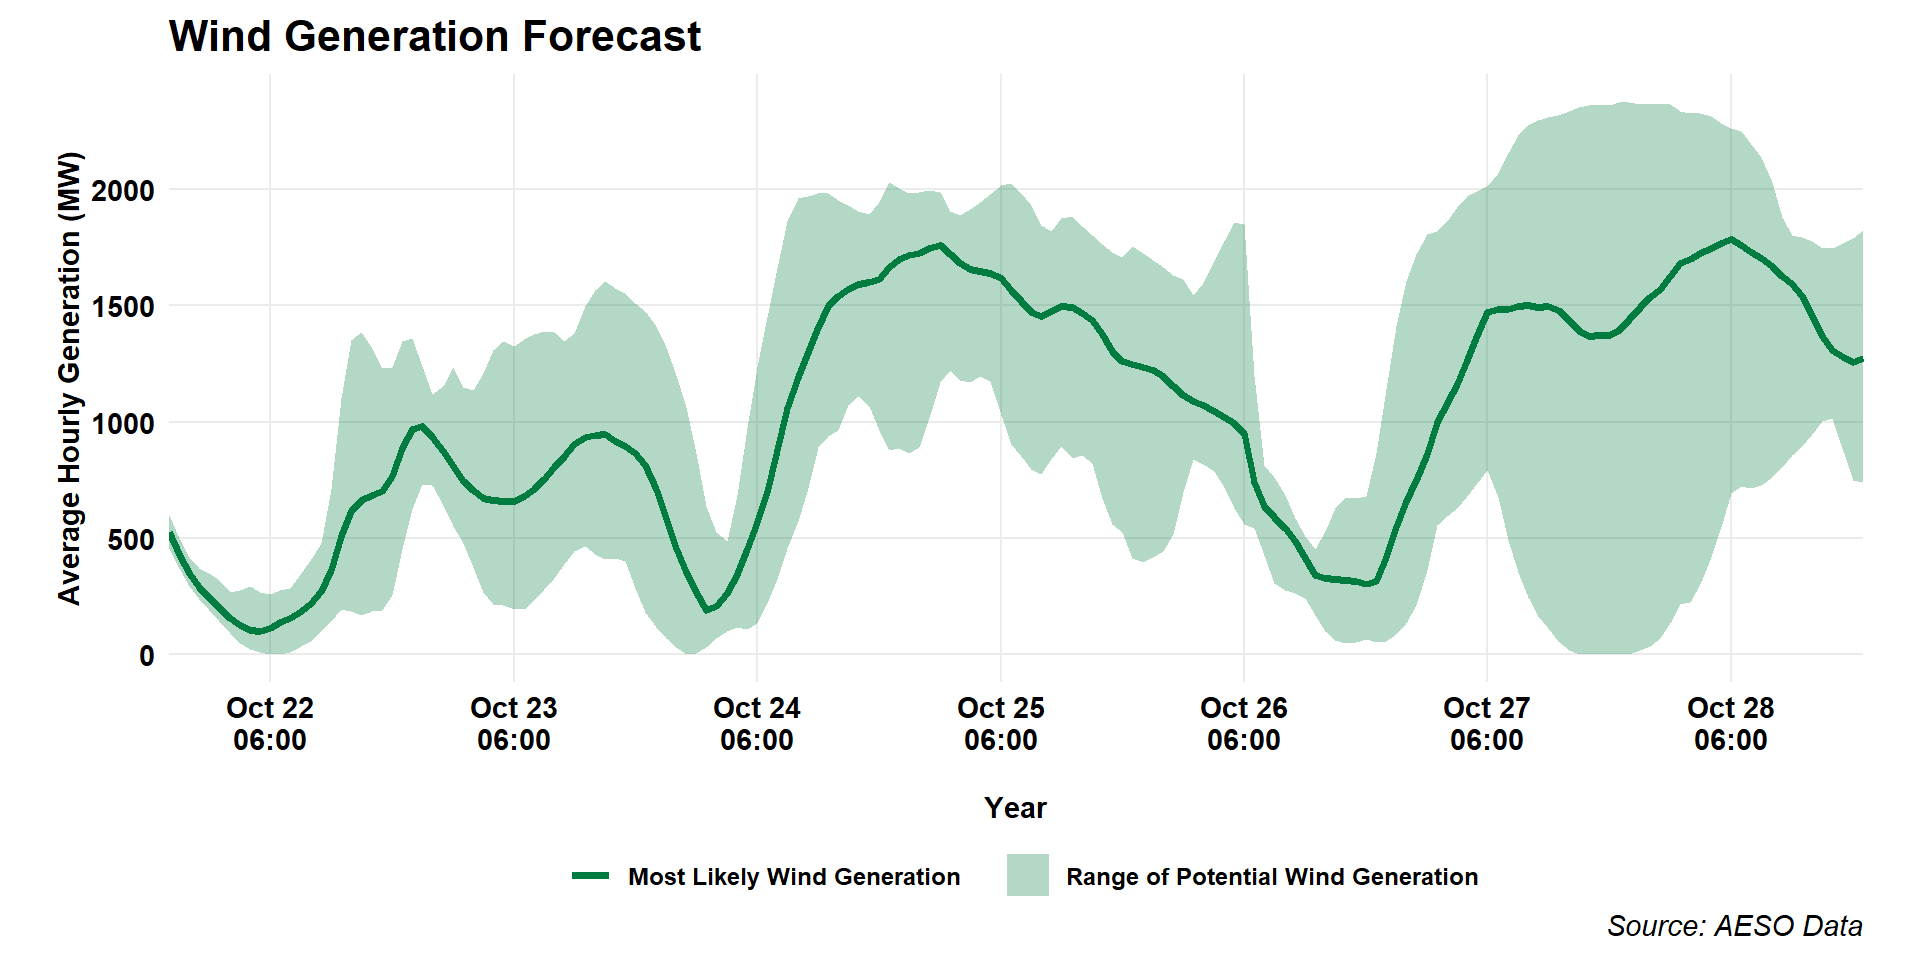 Wind Generation Forecast
Average Hourly Generation (MW)
2000
1500
1000
500
0
Oct 22 Oct 23 Oct 24 Oct 25 Oct 26 Oct 27 Oct 28
06:00 06:00 06:00 06:00 06:00 06:00 06:00
Year
Most Likely Wind Generation Range of Potential Wind Generation
Source: AESO Data